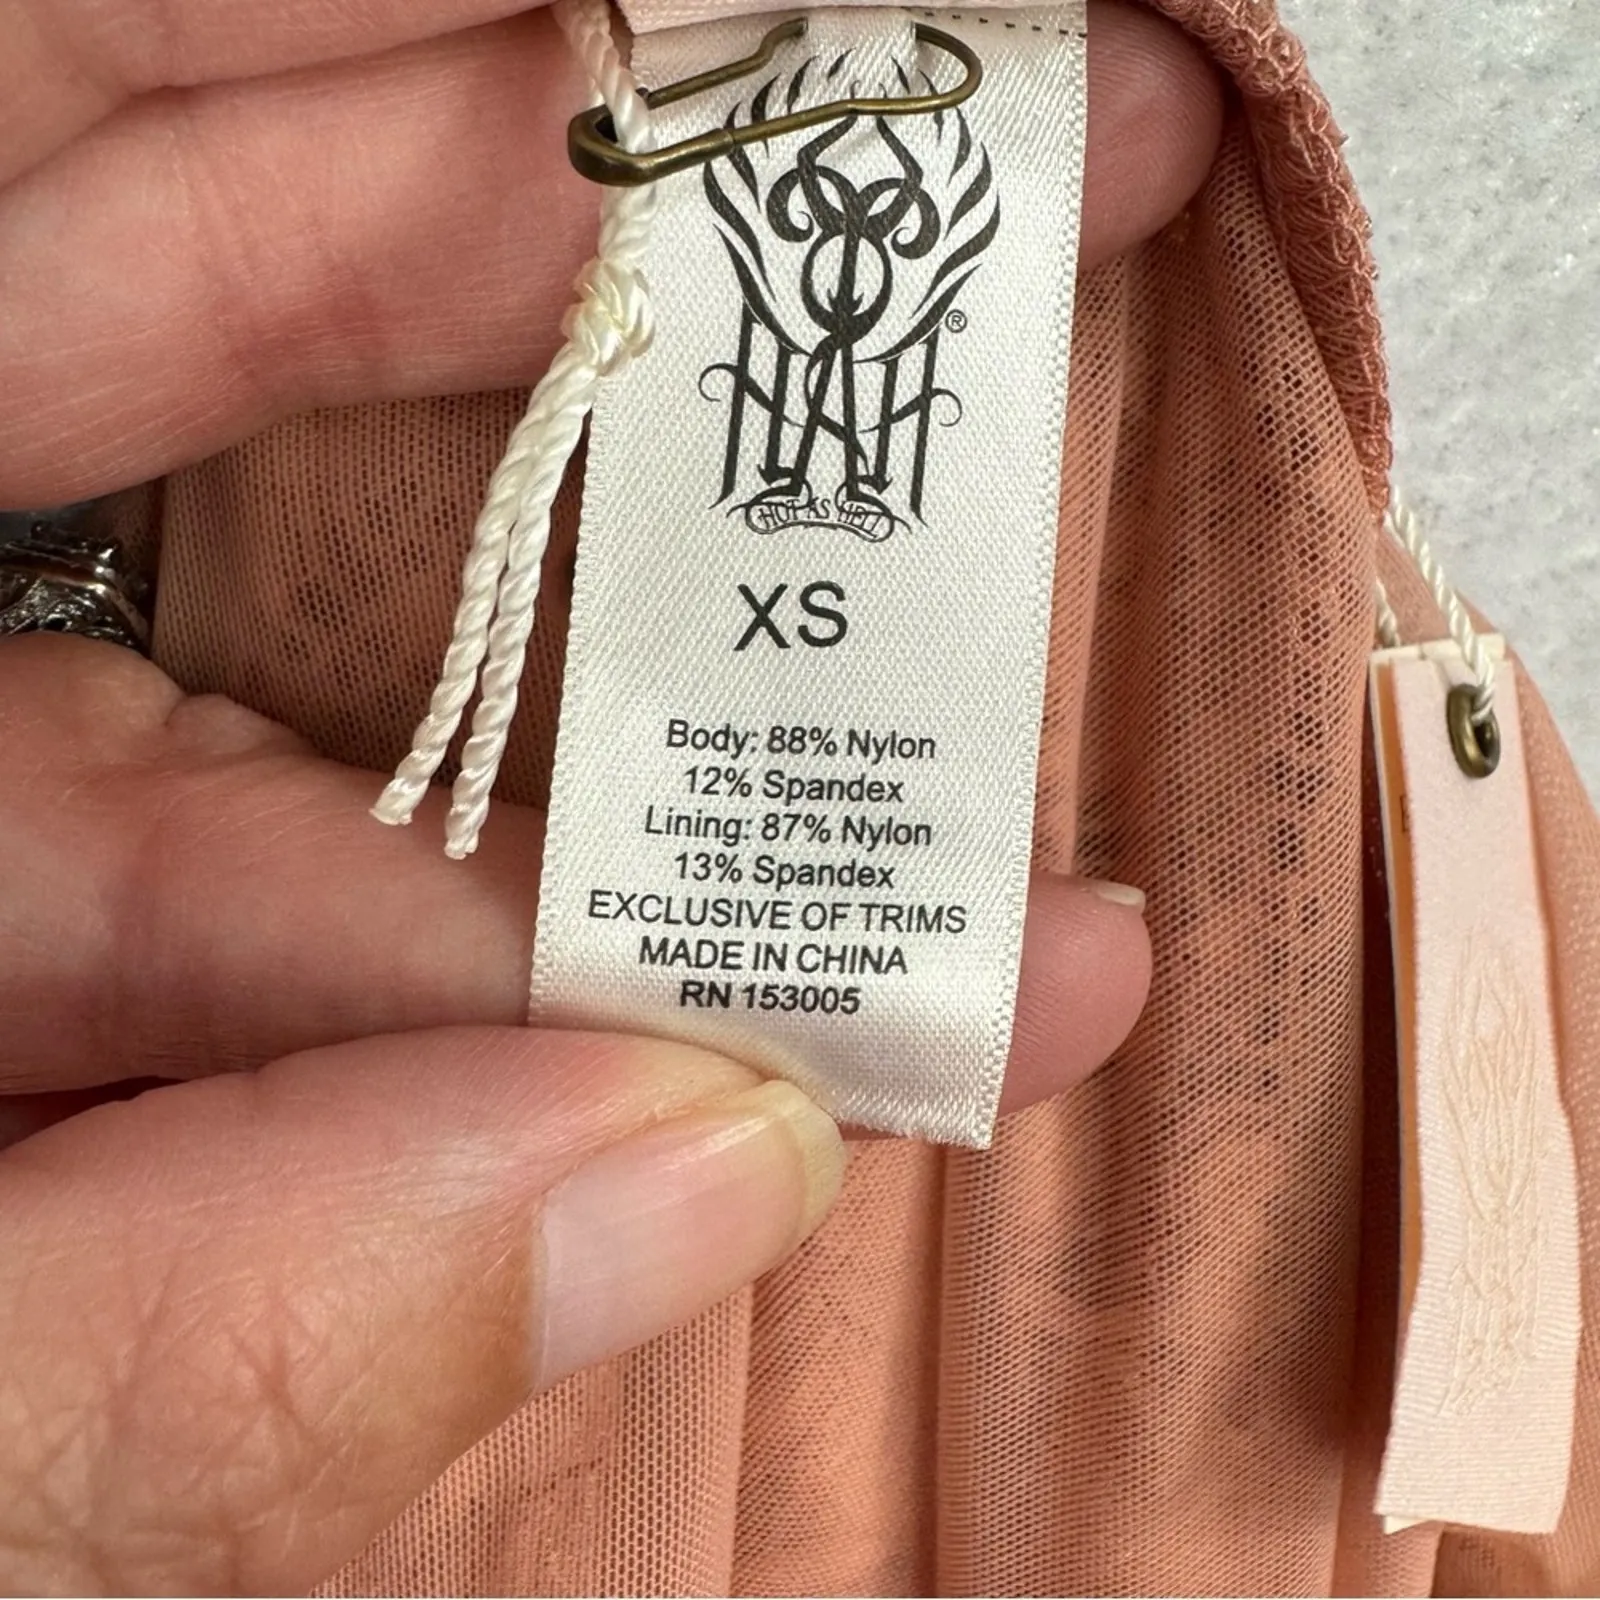 HAH®
HOT AS HELL
XS
Body: 88% Nylon
12% Spandex
Lining: 87% Nylon
13% Spandex
EXCLUSIVE OF TRIMS
MADE IN CHINA
RN 153005